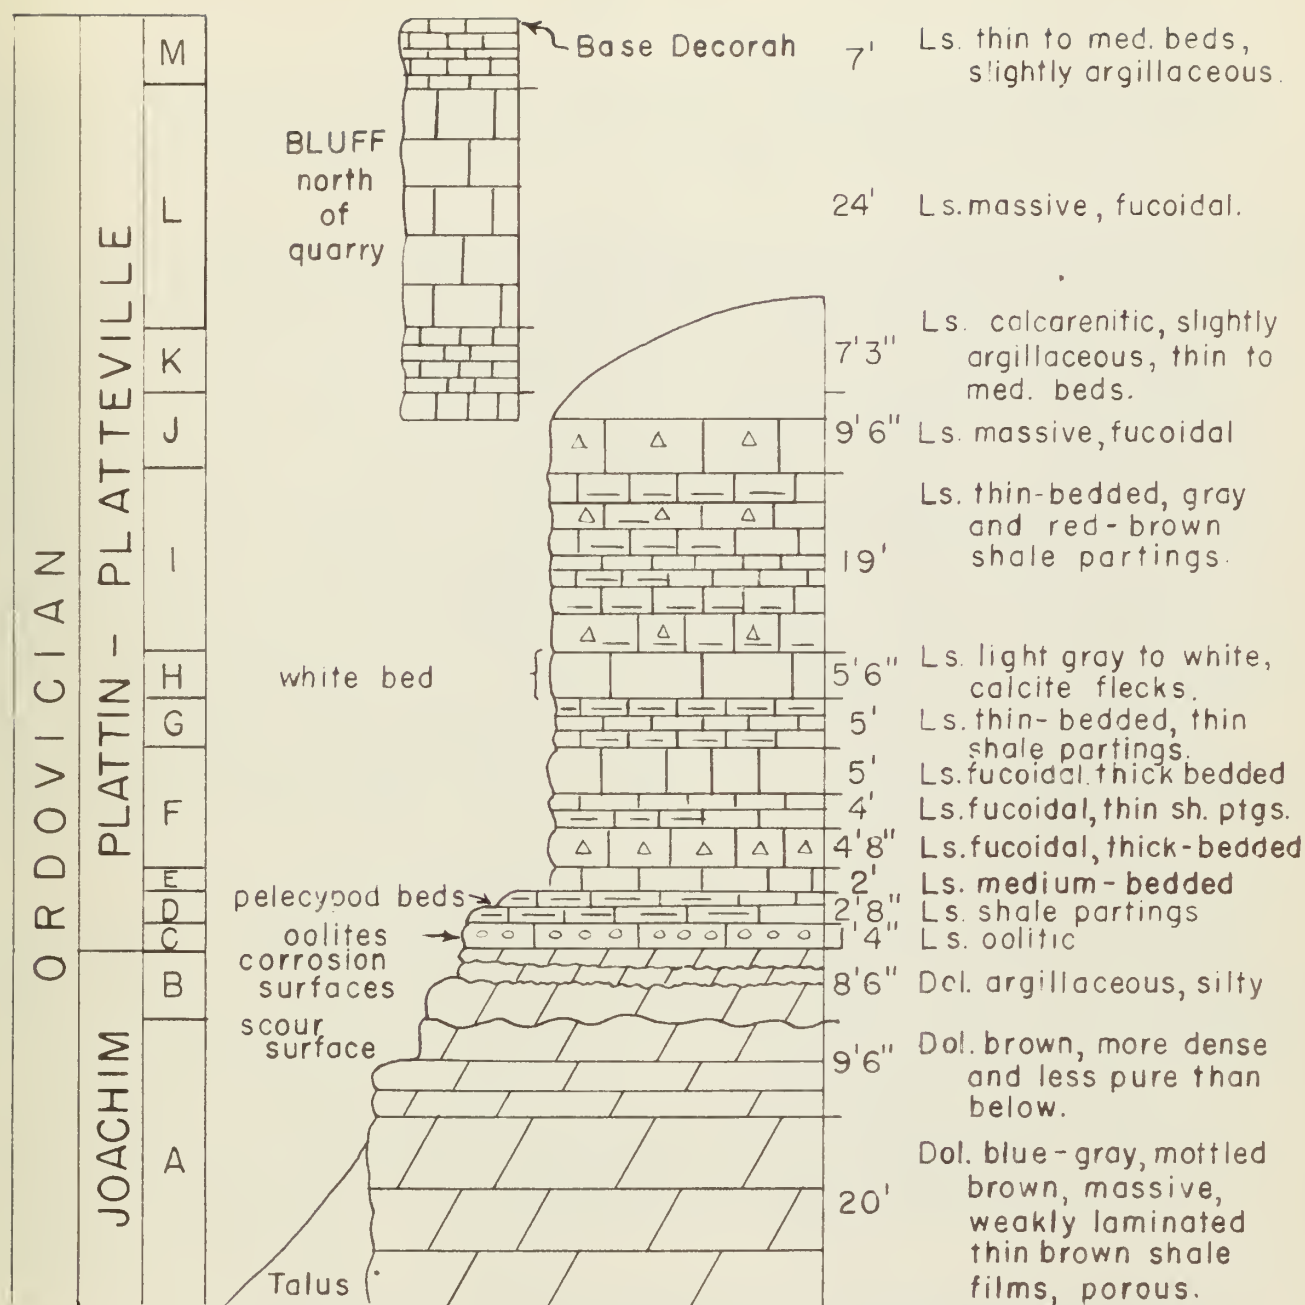 ORDOVICIAN
PLATTIN - PLATTEVILLE
JOACHIM
M
L
K
J
I
H
G
F
E
D
C
B
A
Base Decorah
BLUFF
north
of
quarry
white bed
pelecypod beds
oolites
corrosion
surfaces
scour
surface
Talus
7' Ls. thin to med. beds,
slightly argillaceous.
24' Ls. massive, fucoidal.
7'3" Ls. calcarenitic, slightly
argillaceous, thin to
med. beds.
9'6" Ls. massive, fucoidal
19' Ls. thin-bedded, gray
and red-brown
shale partings.
5'6" Ls. light gray to white,
calcite flecks.
5' Ls. thin-bedded, thin
shale partings.
5' Ls. fucoidal. thick bedded
4' Ls. fucoidal, thin sh. ptgs.
4'8" Ls. fucoidal, thick-bedded
2' Ls. medium-bedded
2'8" Ls. shale partings
1'4" Ls. oolitic
8'6" Dol. argillaceous, silty
9'6" Dol. brown, more dense
and less pure than
below.
20' Dol. blue-gray, mottled
brown, massive,
weakly laminated
thin brown shale
films, porous.